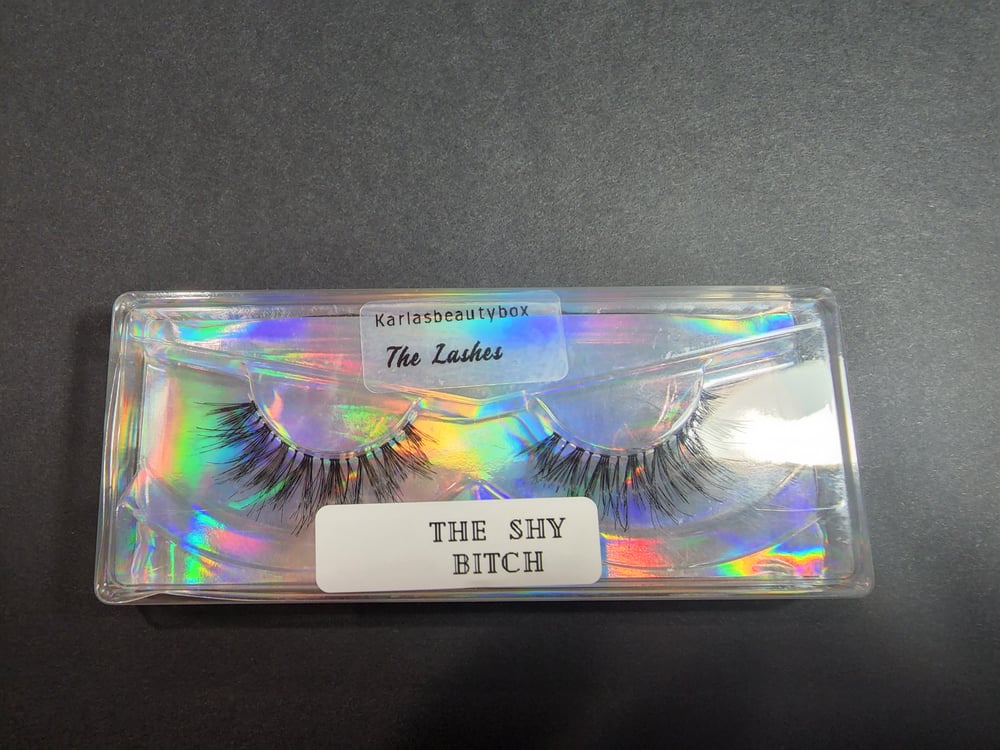 Karlasbeautybox
The Lashes
THE SHY
BITCH